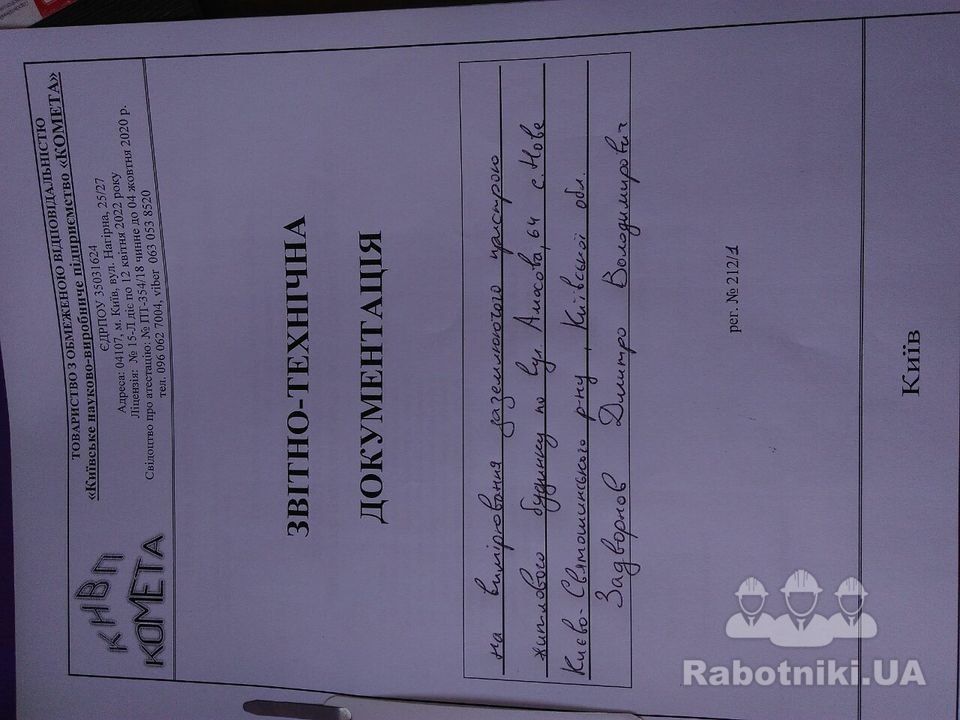 КНВП
КОМЕТА
ТОВАРИСТВО З ОБМЕЖЕНОЮ ВІДПОВІДАЛЬНІСТЮ
«Київське науково-виробниче підприємство «КОМЕТА»
ЄДРПОУ 35031624
Адреса: 04107, м. Київ, вул. Нагірна, 25/27
Ліцензія: № 15-Л діє по 12 квітня 2022 року
Свідоцтво про атестацію: № ПТ-354/18 чинне до 04 жовтня 2020 р.
тел. 096 062 7004, viber 063 053 8520
ЗВІТНО-ТЕХНІЧНА
ДОКУМЕНТАЦІЯ
на вимірювання заземлюючого пристрою
житлового будинку по вул. Амосова, 64 с. Нове
Києво-Святошинського р-ну, Київської обл.
Задворнов Дмитро Володимирович
рег. № 212/1
Київ
Rabotniki.UA